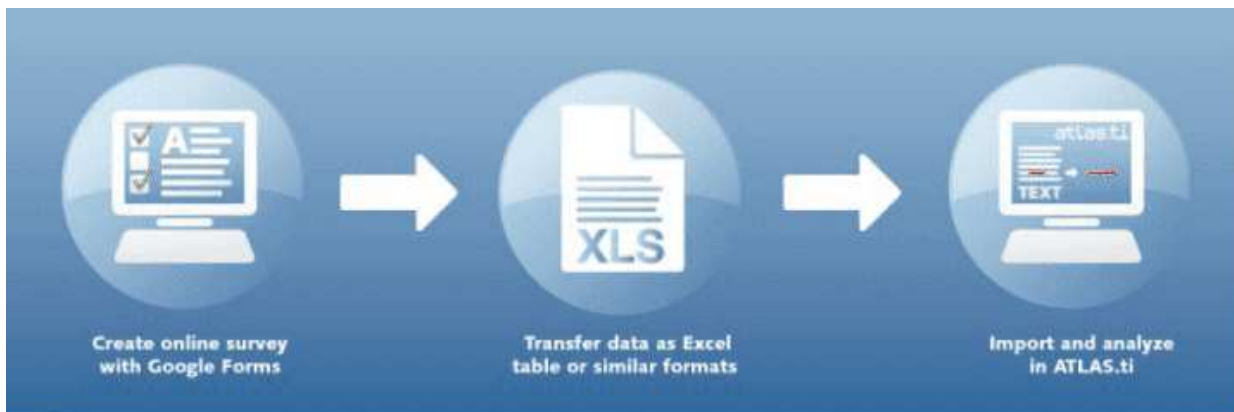 A
atlas.ti
TEXT
XLS
Create online survey
with Google Forms
Transfer data as Excel
table or similar formats
Import and analyze
in ATLAS.ti